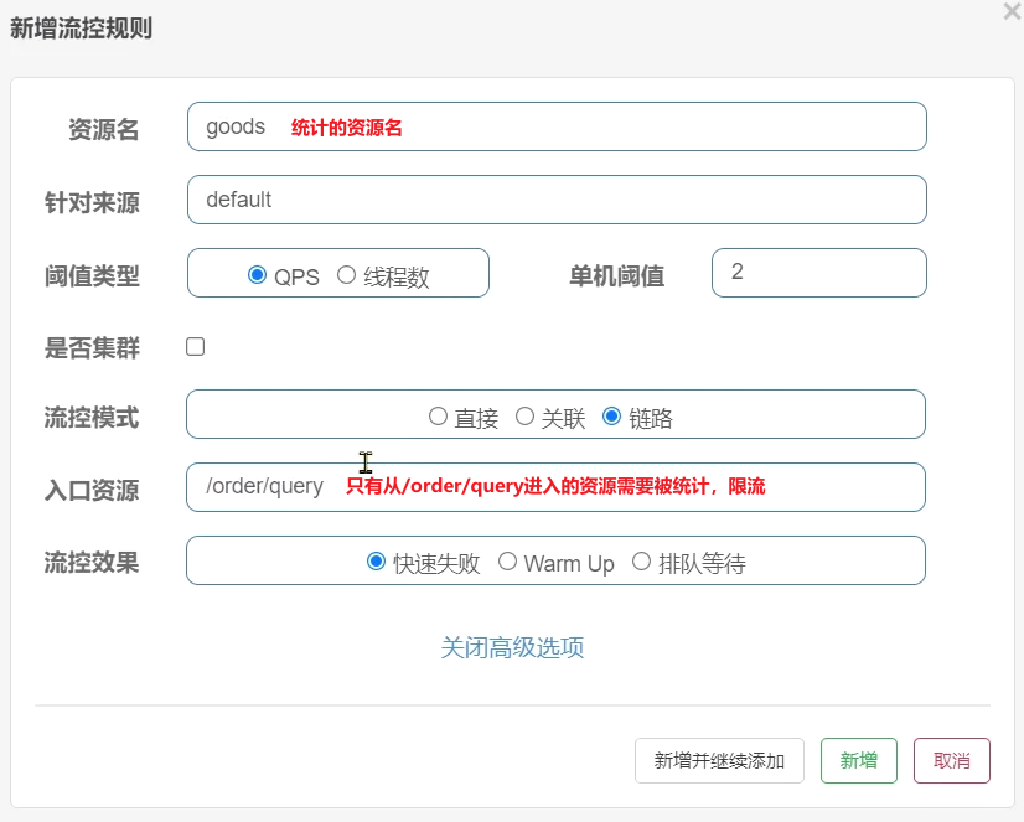 新增流控规则
资源名 goods 统计的资源名
针对来源 default
阈值类型 QPS 线程数 单机阈值 2
是否集群
流控模式 直接 关联 链路
入口资源 /order/query 只有从/order/query进入的资源需要被统计，限流
流控效果 快速失败 Warm Up 排队等待
关闭高级选项
新增并继续添加 新增 取消